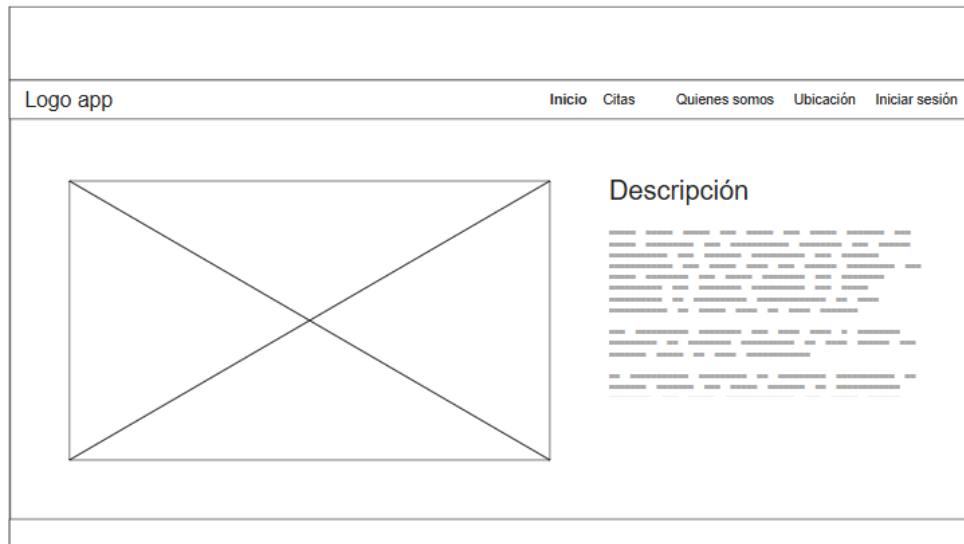 Logo app
Inicio Citas Quienes somos Ubicación Iniciar sesión
Descripción